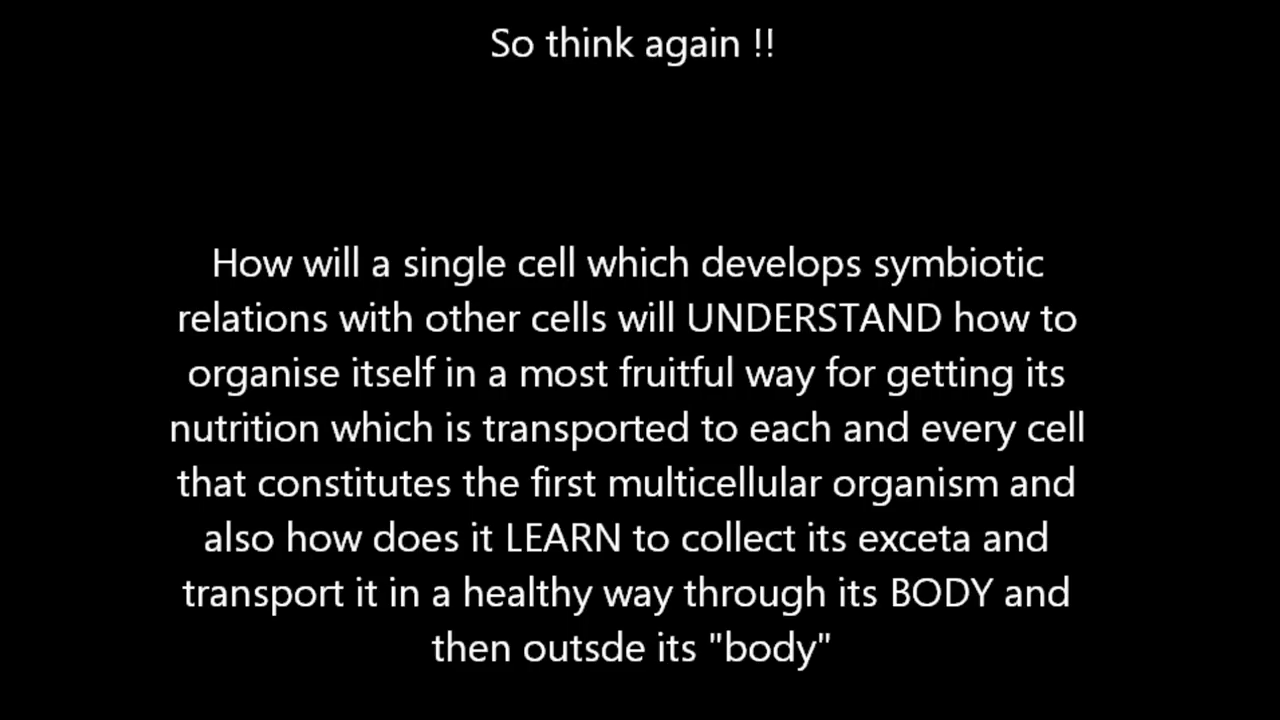 So think again !!
How will a single cell which develops symbiotic
relations with other cells will UNDERSTAND how to
organise itself in a most fruitful way for getting its
nutrition which is transported to each and every cell
that constitutes the first multicellular organism and
also how does it LEARN to collect its exceta and
transport it in a healthy way through its BODY and
then outsde its "body"